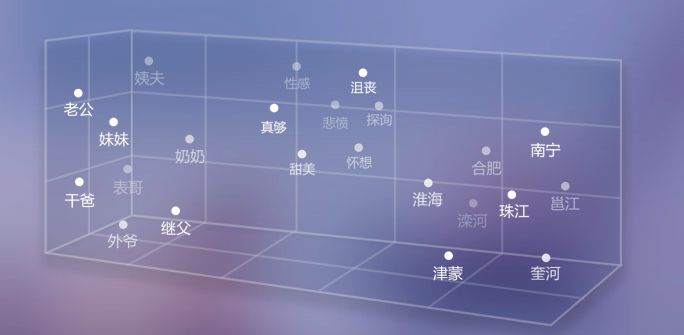 姨夫
性感
沮丧
老公
真够
悲愤
探询
妹妹
南宁
奶奶
甜美
怀想
合肥
表哥
干爸
淮海
珠江
邕江
继父
滦河
外爷
津蒙
奎河